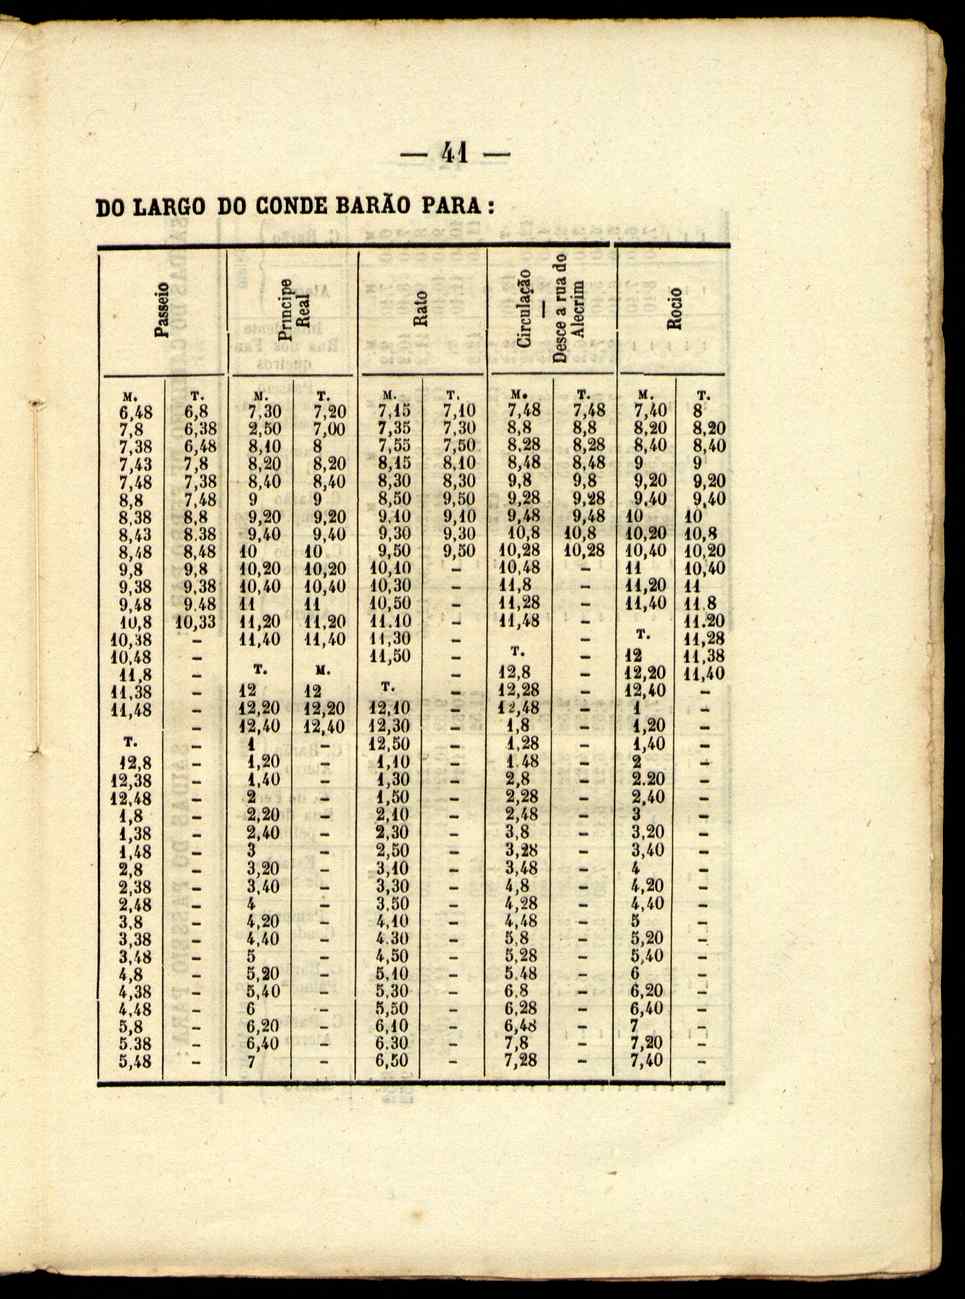 — 41 —
DO LARGO DO CONDE BARÃO PARA :
Passeio | Principe Real | Rato | Circulação — Desce a rua do Alecrim | Rocio
M. | T. | M. | T. | M. | T. | M. | T. | M. | T.
6,48 | 6,8 | 7,30 | 7,20 | 7,15 | 7,10 | 7,48 | 7,48 | 7,40 | 8
7,8 | 6,38 | 2,50 | 7,00 | 7,35 | 7,30 | 8,8 | 8,8 | 8,20 | 8,20
7,38 | 6,48 | 8,10 | 8 | 7,55 | 7,50 | 8,28 | 8,28 | 8,40 | 8,40
7,43 | 7,8 | 8,20 | 8,20 | 8,15 | 8,10 | 8,48 | 8,48 | 9 | 9
7,48 | 7,38 | 8,40 | 8,40 | 8,30 | 8,30 | 9,8 | 9,8 | 9,20 | 9,20
8,8 | 7,48 | 9 | 9 | 8,50 | 9,50 | 9,28 | 9,28 | 9,40 | 9,40
8,38 | 8,8 | 9,20 | 9,20 | 9,10 | 9,10 | 9,48 | 9,48 | 10 | 10
8,43 | 8.38 | 9,40 | 9,40 | 9,30 | 9,30 | 10,8 | 10,8 | 10,20 | 10,8
8,48 | 8,48 | 10 | 10 | 9,50 | 9,50 | 10,28 | 10,28 | 10,40 | 10,20
9,8 | 9,8 | 10,20 | 10,20 | 10,10 | – | 10,48 | – | 11 | 10,40
9,38 | 9,38 | 10,40 | 10,40 | 10,30 | – | 11,8 | – | 11,20 | 11
9,48 | 9.48 | 11 | 11 | 10,50 | – | 11,28 | – | 11,40 | 11.8
10,8 | 10,33 | 11,20 | 11,20 | 11.10 | – | 11,48 | – | | 11.20
10,38 | – | 11,40 | 11,40 | 11,30 | – | | – | T. | 11,28
10,48 | – | | | 11,50 | – | T. | – | 12 | 11,38
11,8 | – | T. | M. | | – | 12,8 | – | 12,20 | 11,40
11,38 | – | 12 | 12 | T. | – | 12,28 | – | 12,40 | –
11,48 | – | 12,20 | 12,20 | 12,10 | – | 12,48 | – | 1 | –
| – | 12,40 | 12,40 | 12,30 | – | 1,8 | – | 1,20 | –
T. | – | 1 | – | 12,50 | – | 1,28 | – | 1,40 | –
12,8 | – | 1,20 | – | 1,10 | – | 1.48 | – | 2 | –
12,38 | – | 1,40 | – | 1,30 | – | 2,8 | – | 2.20 | –
12,48 | – | 2 | – | 1,50 | – | 2,28 | – | 2,40 | –
1,8 | – | 2,20 | – | 2,10 | – | 2,48 | – | 3 | –
1,38 | – | 2,40 | – | 2,30 | – | 3,8 | – | 3,20 | –
1,48 | – | 3 | – | 2,50 | – | 3,28 | – | 3,40 | –
2,8 | – | 3,20 | – | 3,10 | – | 3,48 | – | 4 | –
2,38 | – | 3,40 | – | 3,30 | – | 4,8 | – | 4,20 | –
2,48 | – | 4 | – | 3,50 | – | 4,28 | – | 4,40 | –
3,8 | – | 4,20 | – | 4,10 | – | 4,48 | – | 5 | –
3,38 | – | 4,40 | – | 4.30 | – | 5,8 | – | 5,20 | –
3,48 | – | 5 | – | 4,50 | – | 5,28 | – | 5,40 | –
4,8 | – | 5,20 | – | 5,10 | – | 5,48 | – | 6 | –
4,38 | – | 5,40 | – | 5,30 | – | 6,8 | – | 6,20 | –
4,48 | – | 6 | – | 5,50 | – | 6,28 | – | 6,40 | –
5,8 | – | 6,20 | – | 6,10 | – | 6,48 | – | 7 | –
5.38 | – | 6,40 | – | 6.30 | – | 7,8 | – | 7,20 | –
5,48 | – | 7 | – | 6,50 | – | 7,28 | – | 7,40 | –